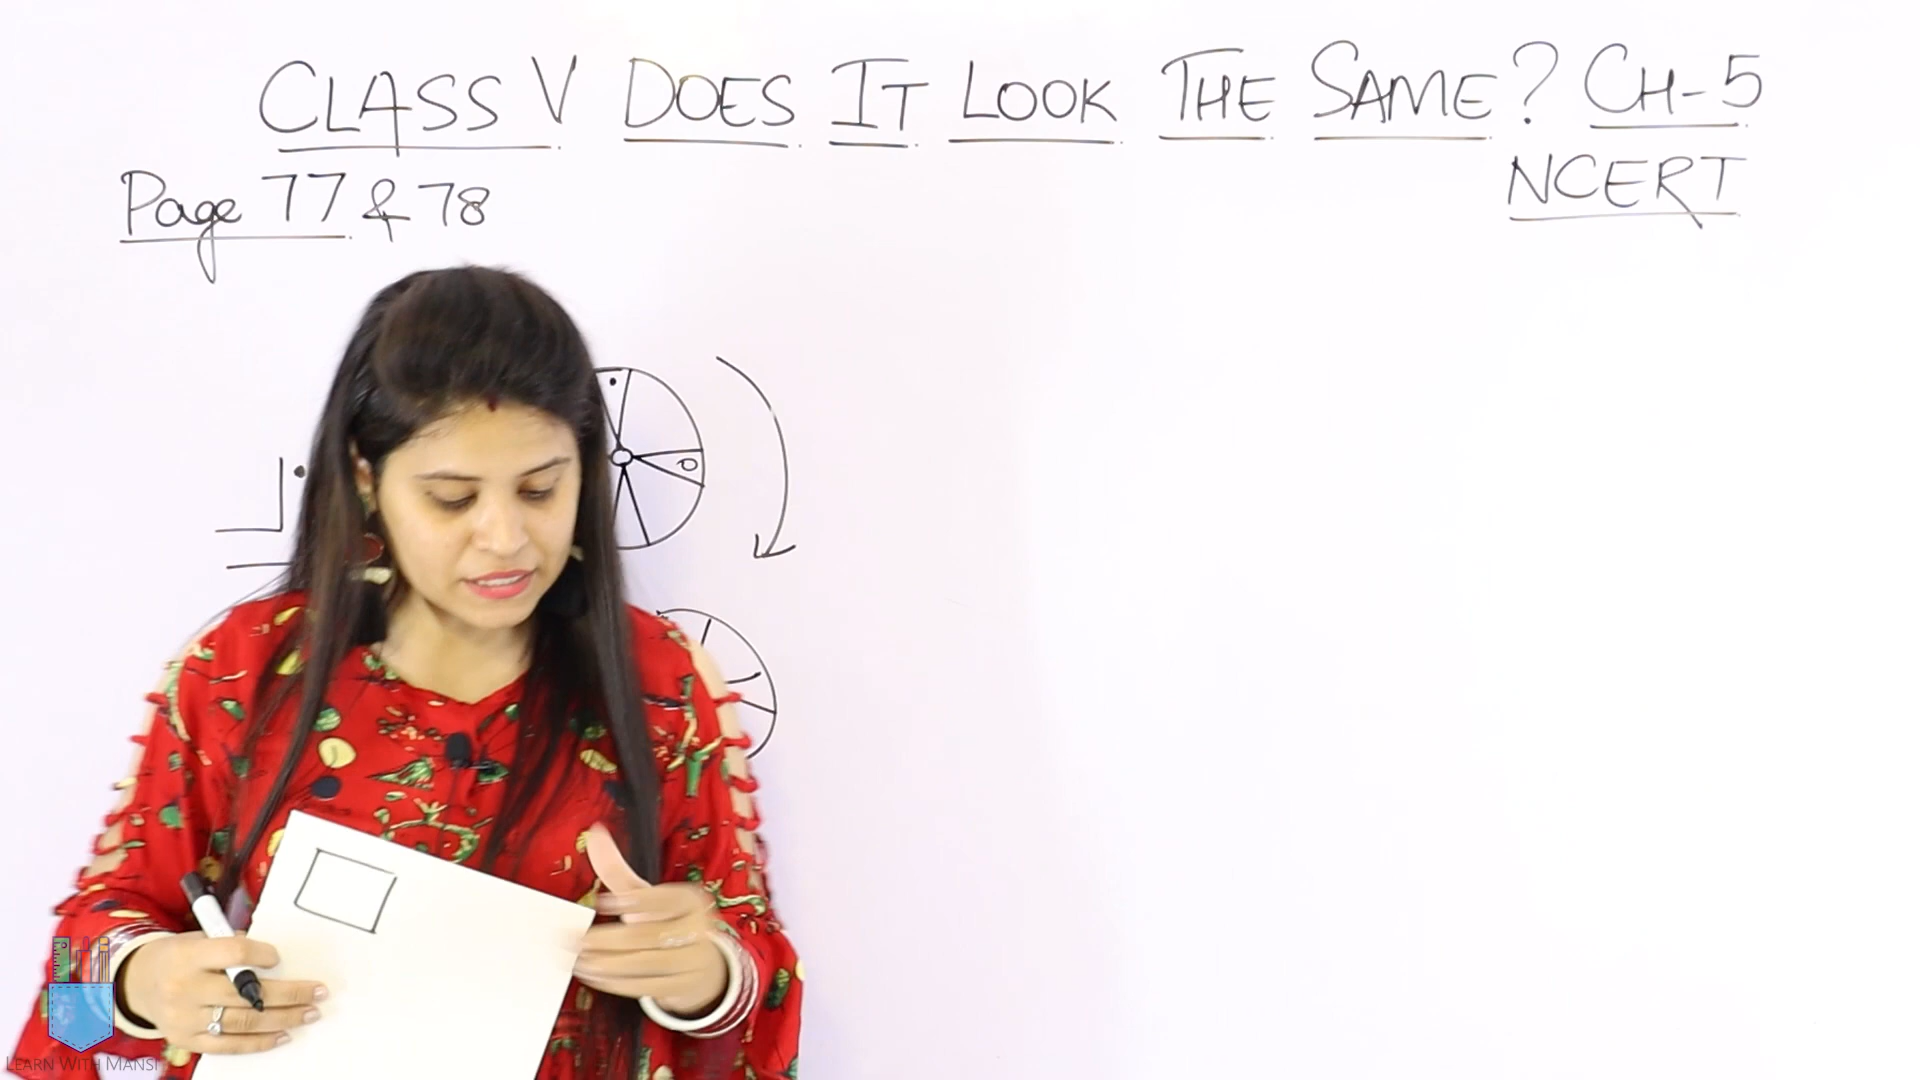 CLASS V DOES IT LOOK THE SAME? CH-5
NCERT
Page 77 & 78
LEARN WITH MANSI